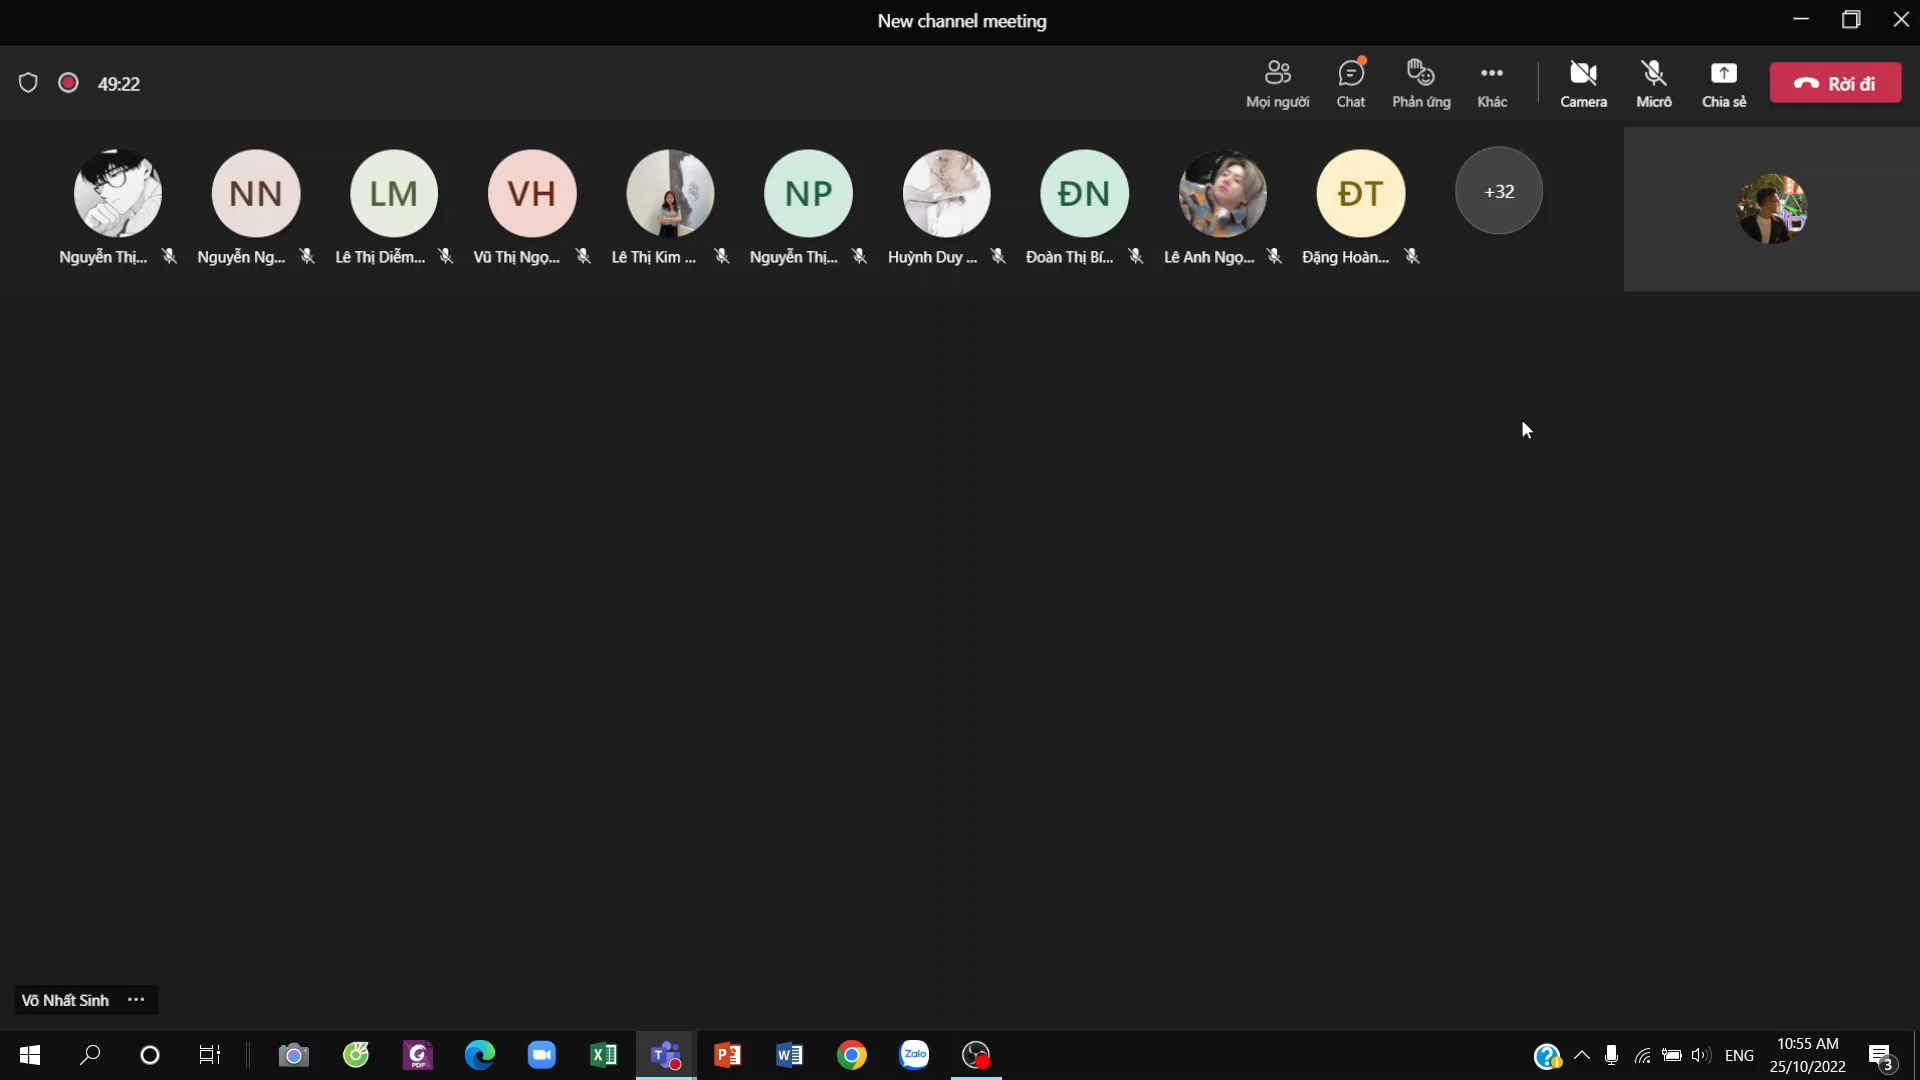 New channel meeting
49:22
Mọi người
Chat
Phản ứng
Khác
Camera
Micrô
Chia sẻ
Rời đi
NN
LM
VH
NP
ĐN
ĐT
+32
Nguyễn Thị...
Nguyễn Ng...
Lê Thị Diễm...
Vũ Thị Ngọ...
Lê Thị Kim ...
Nguyễn Thị...
Huỳnh Duy ...
Đoàn Thị Bí...
Lê Anh Ngọ...
Đặng Hoàn...
Võ Nhất Sinh
Zalo
ENG
10:55 AM
25/10/2022
3